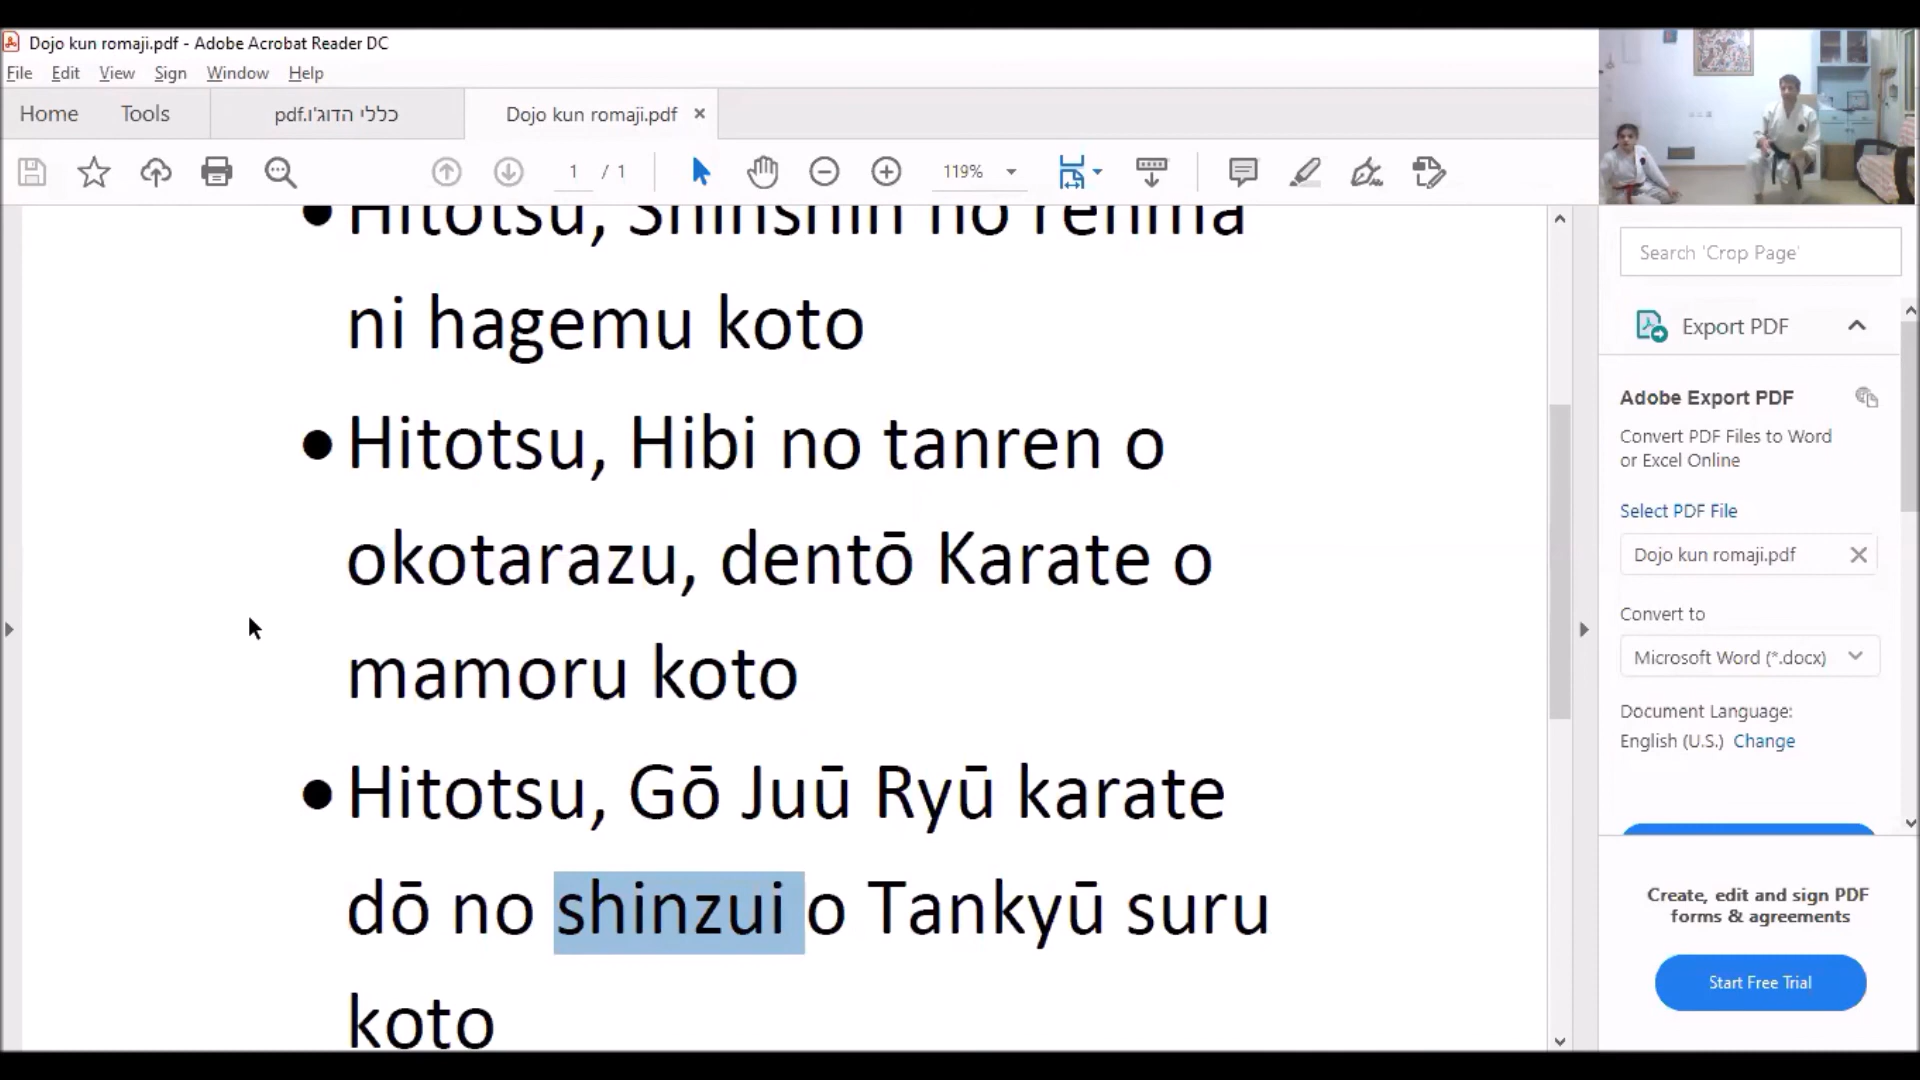 Dojo kun romaji.pdf - Adobe Acrobat Reader DC
File Edit View Sign Window Help
Home Tools כללי הדוג'ו.pdf Dojo kun romaji.pdf ×
1 / 1 119%
Hitotsu, Shinshin no renma
ni hagemu koto
● Hitotsu, Hibi no tanren o
okotarazu, dentō Karate o
mamoru koto
● Hitotsu, Gō Juū Ryū karate
dō no shinzui o Tankyū suru
koto
Search 'Crop Page'
Export PDF
Adobe Export PDF
Convert PDF Files to Word
or Excel Online
Select PDF File
Dojo kun romaji.pdf
Convert to
Microsoft Word (*.docx)
Document Language:
English (U.S.) Change
Create, edit and sign PDF
forms & agreements
Start Free Trial